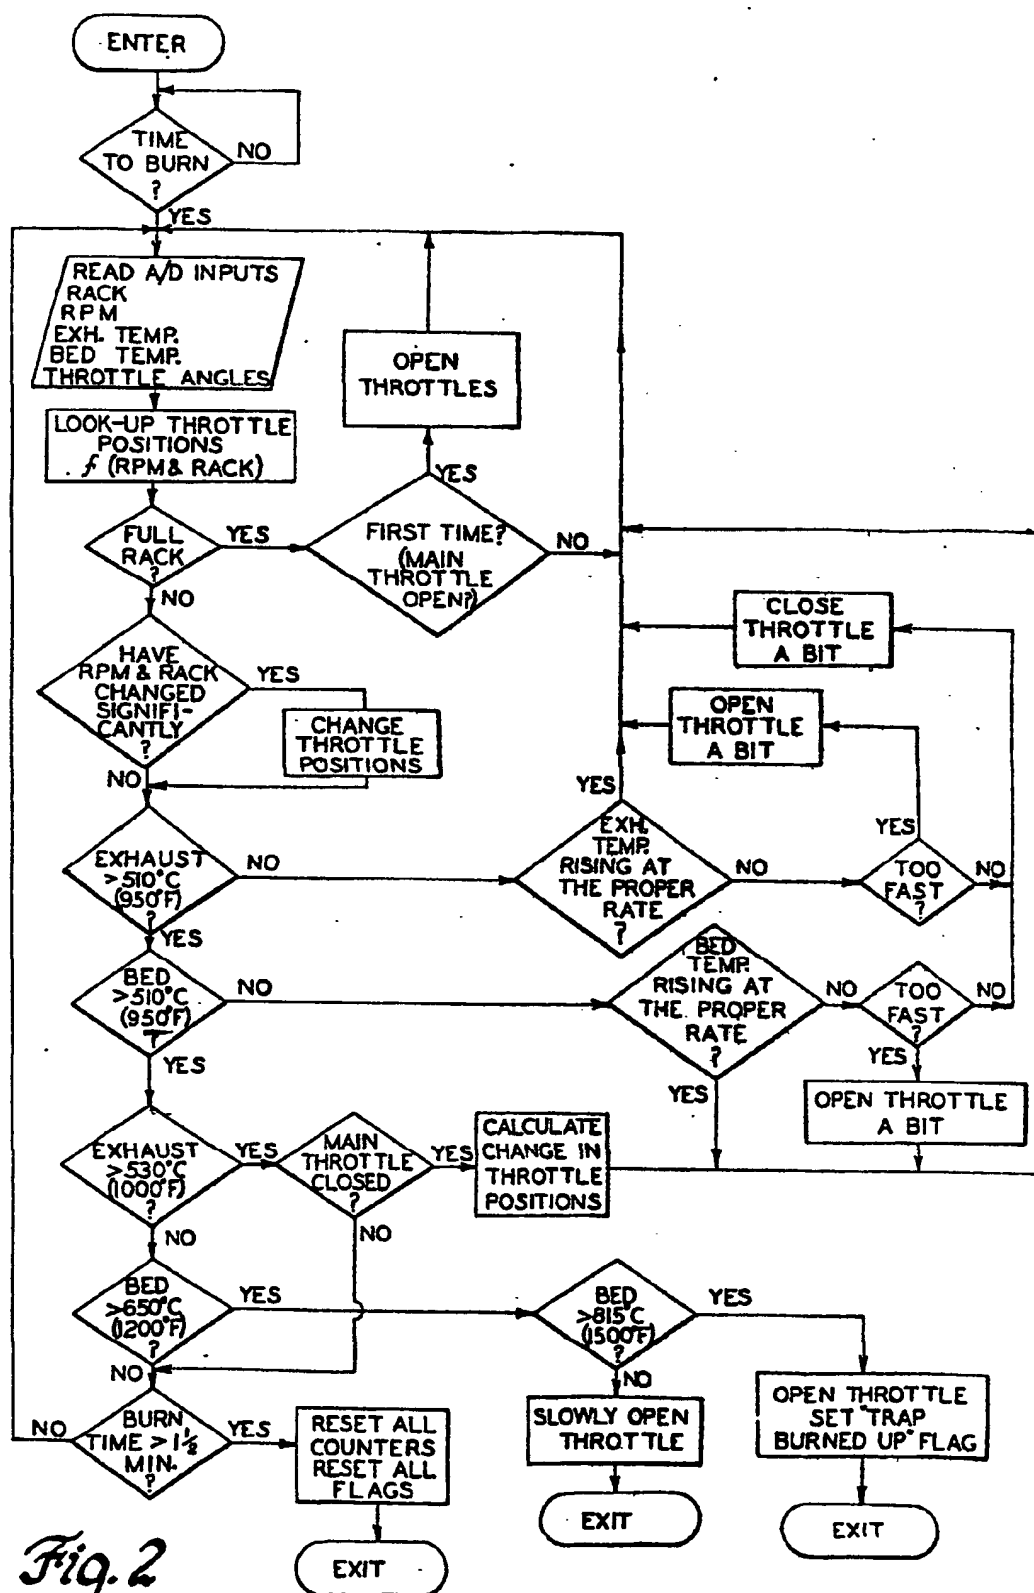 ENTER
TIME
TO BURN
?
NO
YES
READ A/D INPUTS
RACK
RPM
EXH. TEMP.
BED TEMP.
THROTTLE ANGLES
OPEN
THROTTLES
LOOK-UP THROTTLE
POSITIONS
f (RPM & RACK)
YES
FULL
RACK
?
YES
FIRST TIME?
(MAIN
THROTTLE
OPEN?)
NO
NO
CLOSE
THROTTLE
A BIT
HAVE
RPM & RACK
CHANGED
SIGNIFI-
CANTLY
?
YES
CHANGE
THROTTLE
POSITIONS
OPEN
THROTTLE
A BIT
NO
YES
EXHAUST
>510°C
(950°F)
?
NO
EXH.
TEMP.
RISING AT
THE PROPER
RATE
?
NO
YES
TOO
FAST
?
NO
YES
BED
>510°C
(950°F)
?
NO
BED
TEMP.
RISING AT
THE PROPER
RATE
?
NO
TOO
FAST
?
NO
YES
YES
YES
OPEN THROTTLE
A BIT
EXHAUST
>530°C
(1000°F)
?
YES
MAIN
THROTTLE
CLOSED
?
YES
CALCULATE
CHANGE IN
THROTTLE
POSITIONS
NO
NO
BED
>650°C
(1200°F)
?
YES
BED
>815°C
(1500°F)
?
YES
NO
NO
NO
BURN
TIME > 1 1/2
MIN.
?
YES
RESET ALL
COUNTERS
RESET ALL
FLAGS
SLOWLY OPEN
THROTTLE
OPEN THROTTLE
SET "TRAP
BURNED UP" FLAG
EXIT
EXIT
EXIT
Fig. 2